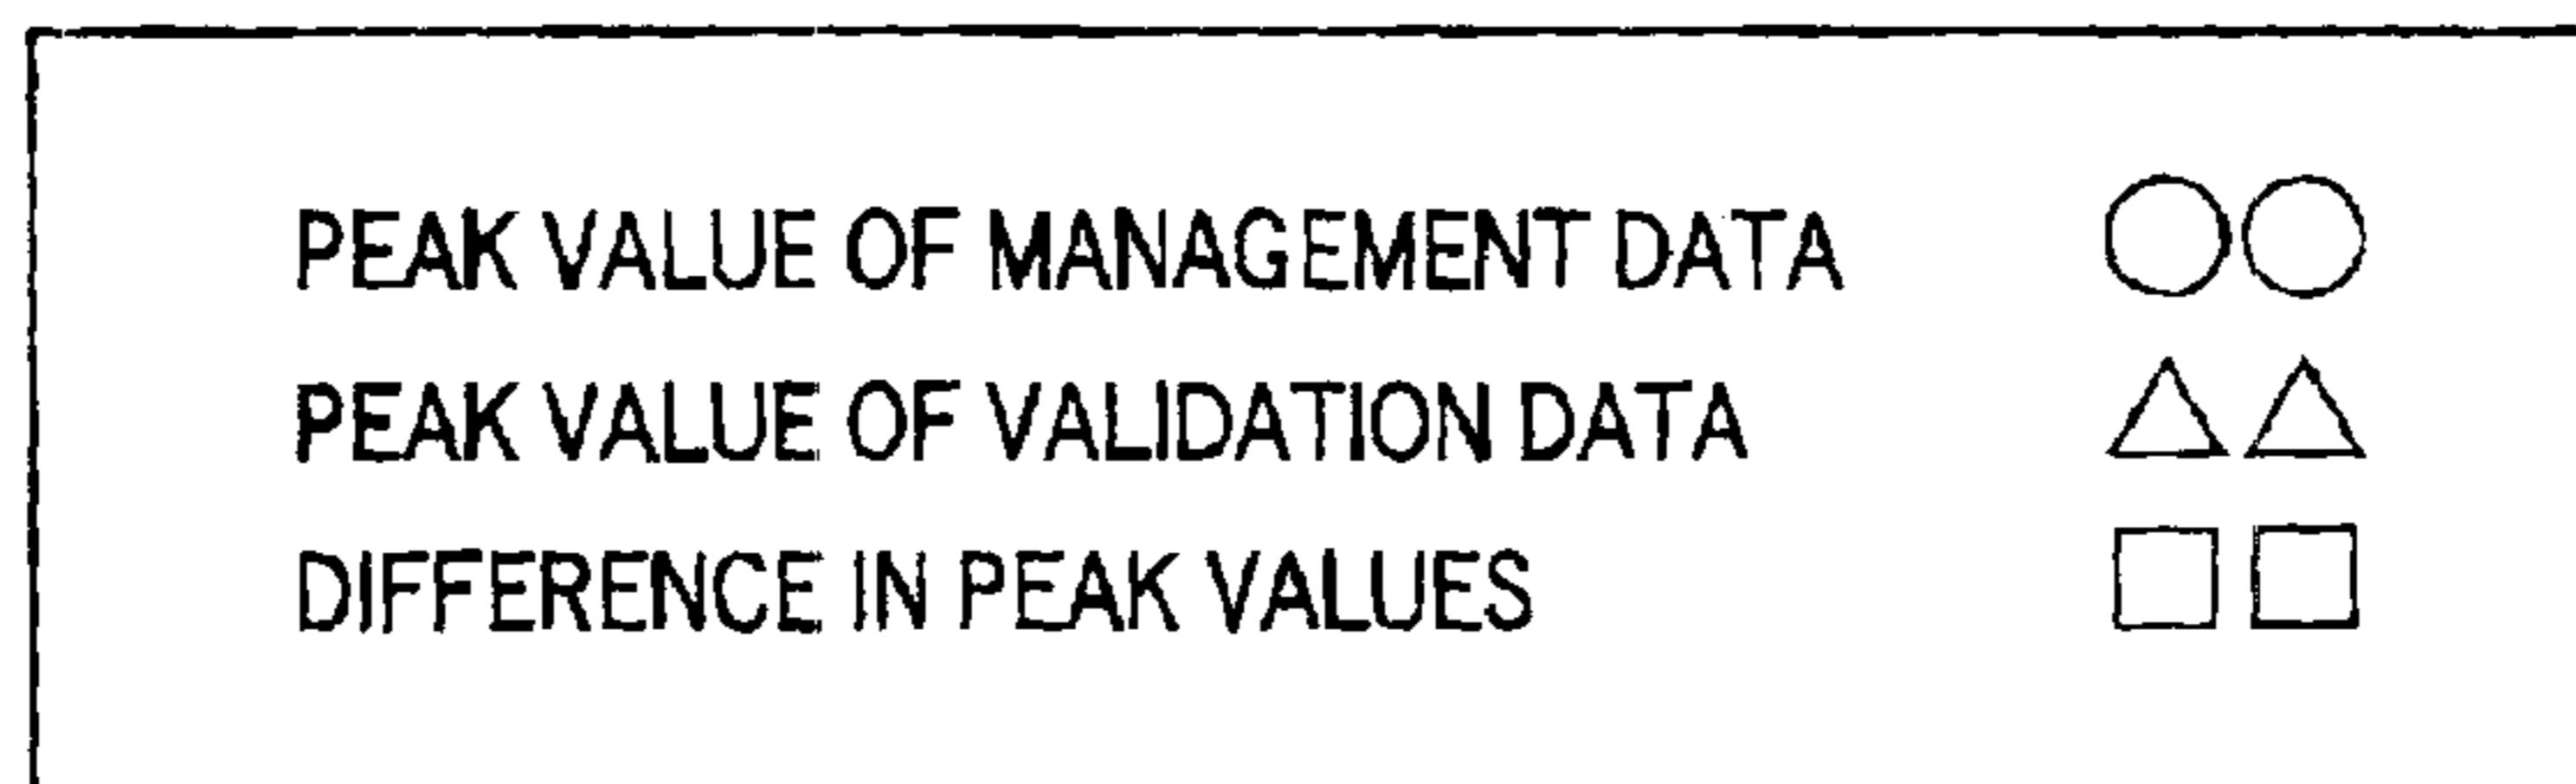 PEAK VALUE OF MANAGEMENT DATA ○○
PEAK VALUE OF VALIDATION DATA △△
DIFFERENCE IN PEAK VALUES □□